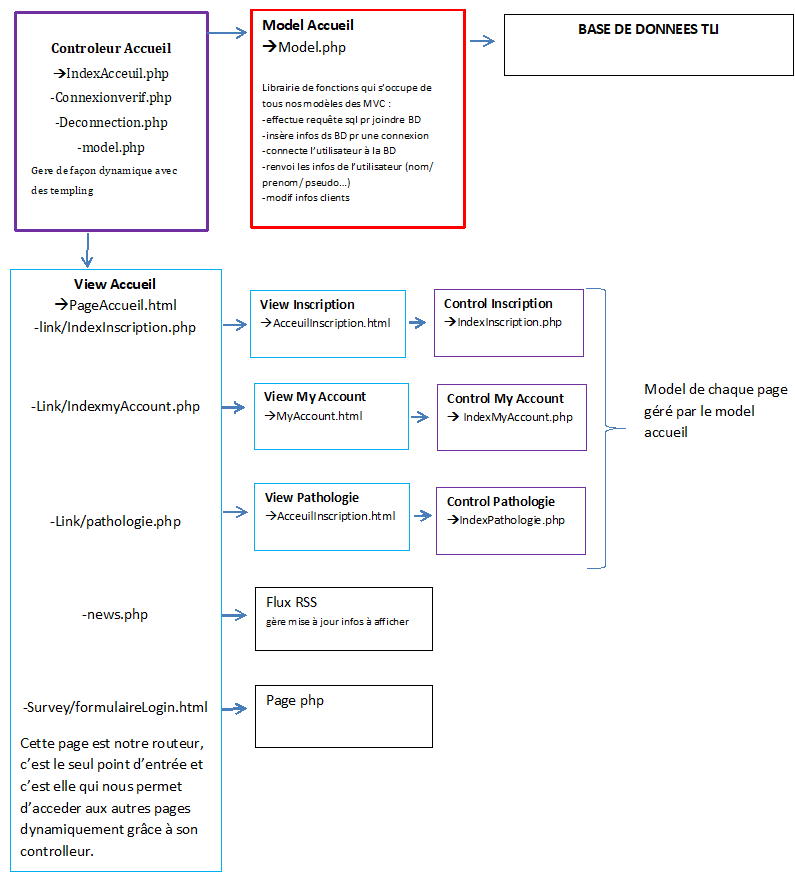 Controleur Accueil
→IndexAcceuil.php
-Connexionverif.php
-Deconnection.php
-model.php
Gere de façon dynamique avec
des templing
Model Accueil
→Model.php
Librairie de fonctions qui s’occupe de
tous nos modèles des MVC :
-effectue requête sql pr joindre BD
-insère infos ds BD pr une connexion
-connecte l’utilisateur à la BD
-renvoi les infos de l’utilisateur (nom/
prenom/ pseudo…)
-modif infos clients
BASE DE DONNEES TLI
View Accueil
→PageAccueil.html
-link/IndexInscription.php
-Link/IndexmyAccount.php
-Link/pathologie.php
-news.php
-Survey/formulaireLogin.html
Cette page est notre routeur,
c’est le seul point d’entrée et
c’est elle qui nous permet
d’acceder aux autres pages
dynamiquement grâce à son
controlleur.
View Inscription
→AcceuilInscription.html
Control Inscription
→IndexInscription.php
View My Account
→MyAccount.html
Control My Account
→ IndexMyAccount.php
View Pathologie
→AcceuilInscription.html
Control Pathologie
→IndexPathologie.php
Model de chaque page
géré par le model
accueil
Flux RSS
gère mise à jour infos à afficher
Page php